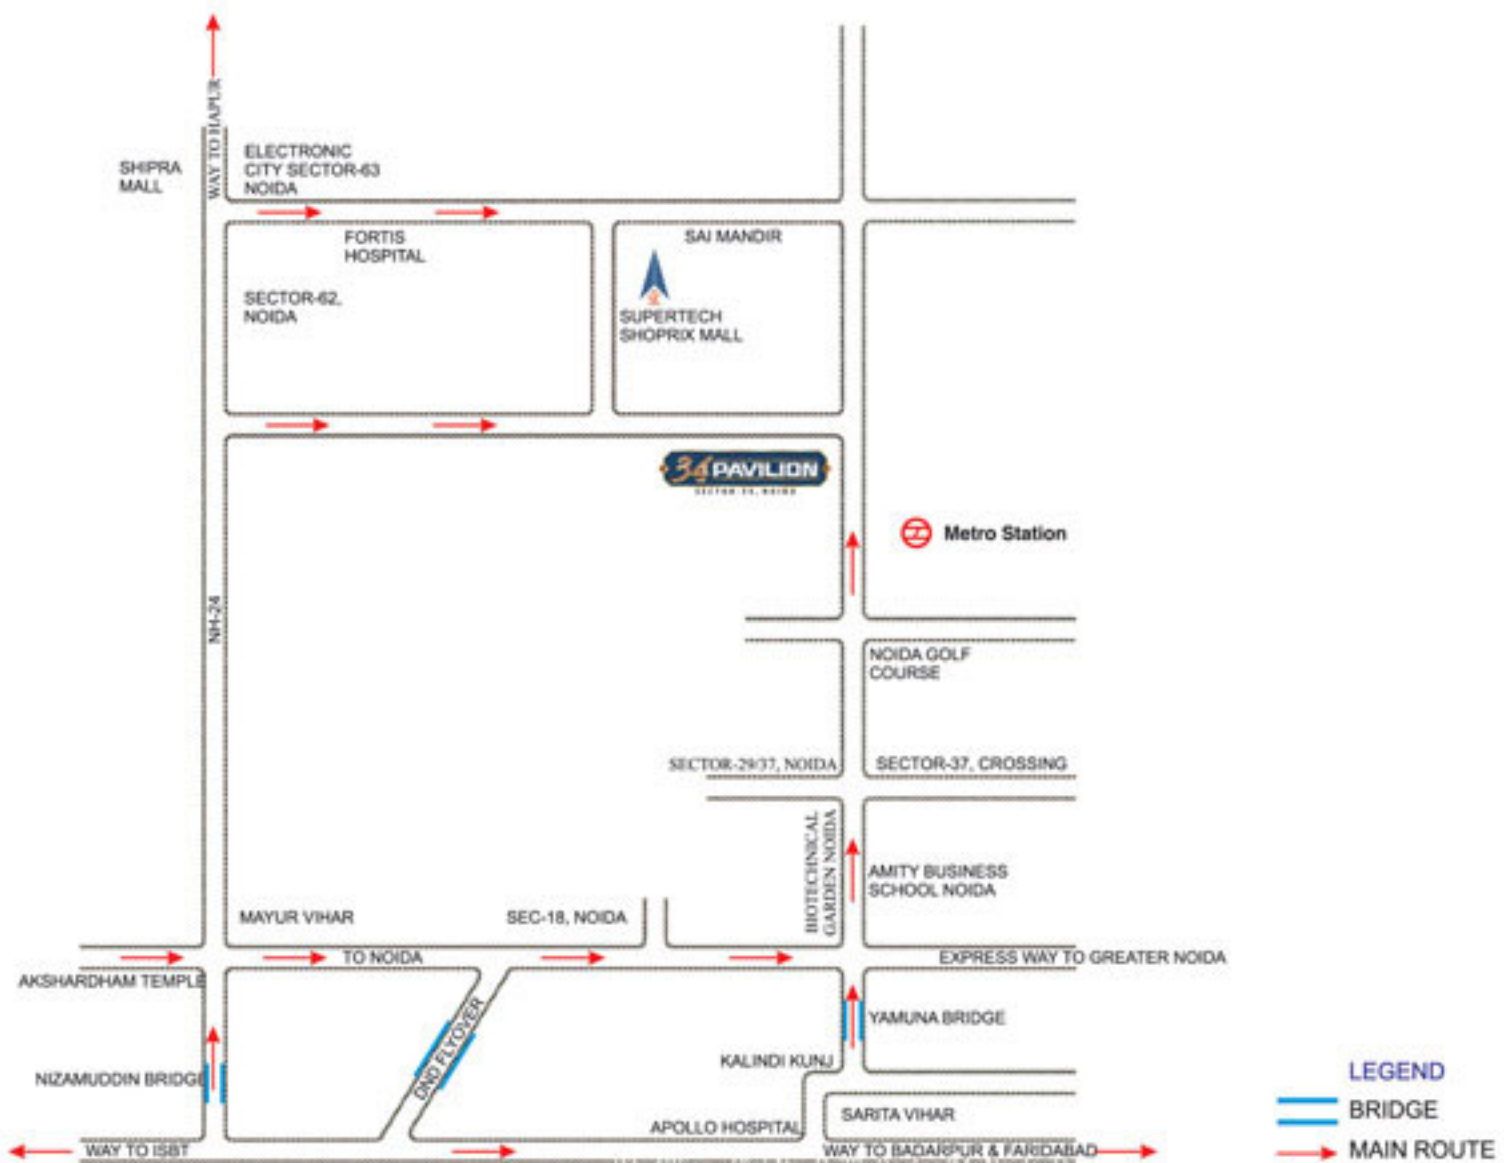 WAY TO HAPUR
SHIPRA
MALL
ELECTRONIC
CITY SECTOR-63
NOIDA
FORTIS
HOSPITAL
SAI MANDIR
SECTOR-62,
NOIDA
SUPERTECH
SHOPRIX MALL
34 PAVILION
SECTOR-34, NOIDA
Metro Station
NH-24
NOIDA GOLF
COURSE
SECTOR-29/37, NOIDA
SECTOR-37, CROSSING
BIOTECHNICAL
GARDEN NOIDA
AMITY BUSINESS
SCHOOL NOIDA
MAYUR VIHAR
SEC-18, NOIDA
TO NOIDA
EXPRESS WAY TO GREATER NOIDA
AKSHARDHAM TEMPLE
DND FLYOVER
YAMUNA BRIDGE
KALINDI KUNJ
NIZAMUDDIN BRIDGE
APOLLO HOSPITAL
SARITA VIHAR
WAY TO ISBT
WAY TO BADARPUR & FARIDABAD
LEGEND
BRIDGE
MAIN ROUTE